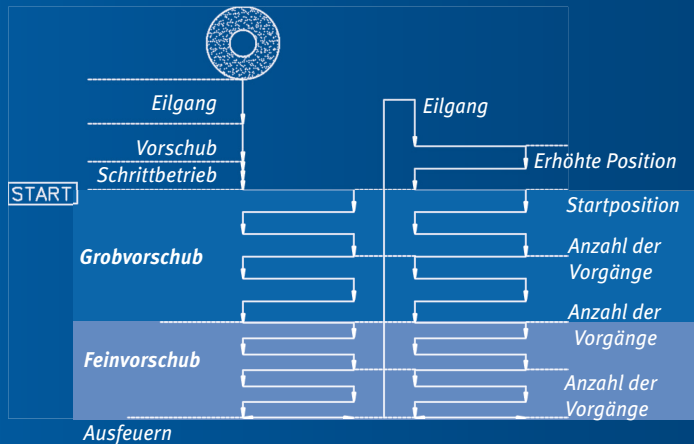 Eilgang
Eilgang
Vorschub
Erhöhte Position
Schrittbetrieb
START
Startposition
Grobvorschub
Anzahl der
Vorgänge
Anzahl der
Vorgänge
Feinvorschub
Anzahl der
Vorgänge
Ausfeuern